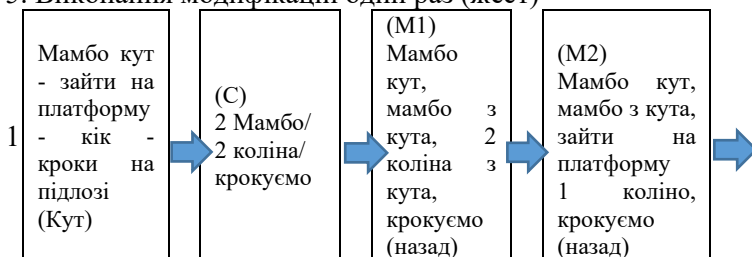 3. Виконання модифікацій один раз (жест)
1
Мамбо кут
- зайти на
платформу
- кік -
кроки на
підлозі
(Кут)
(С)
2 Мамбо/
2 коліна/
крокуємо
(М1)
Мамбо
кут,
мамбо з
кута, 2
коліна з
кута,
крокуємо
(назад)
(М2)
Мамбо кут,
мамбо з кута,
зайти на
платформу
1 коліно,
крокуємо
(назад)